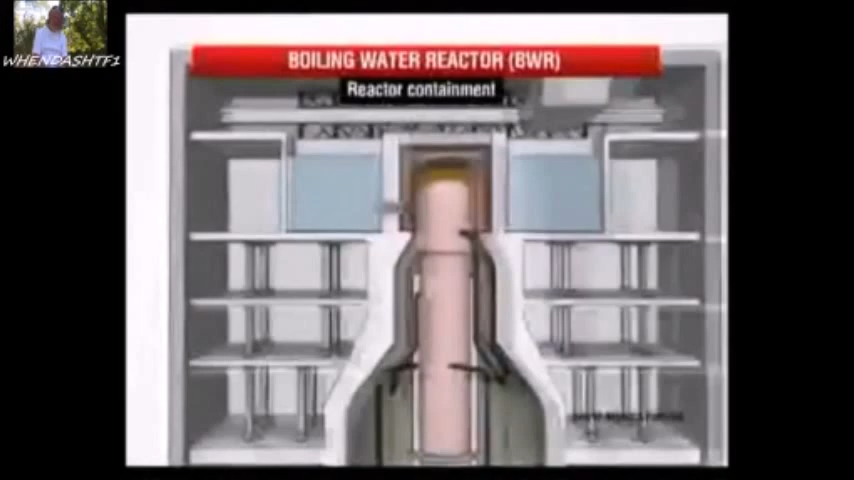 WHENDASHTF1
BOILING WATER REACTOR (BWR)
Reactor containment